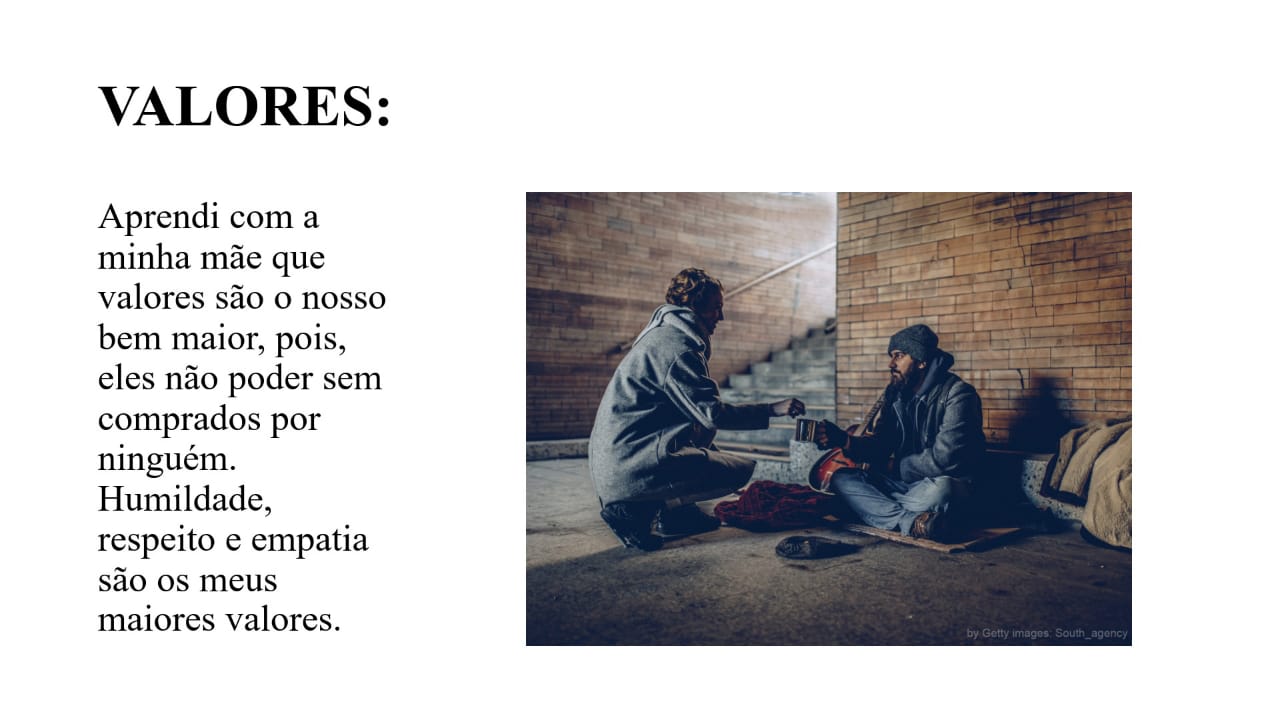 VALORES:
Aprendi com a
minha mãe que
valores são o nosso
bem maior, pois,
eles não poder sem
comprados por
ninguém.
Humildade,
respeito e empatia
são os meus
maiores valores.
by Getty images: South_agency